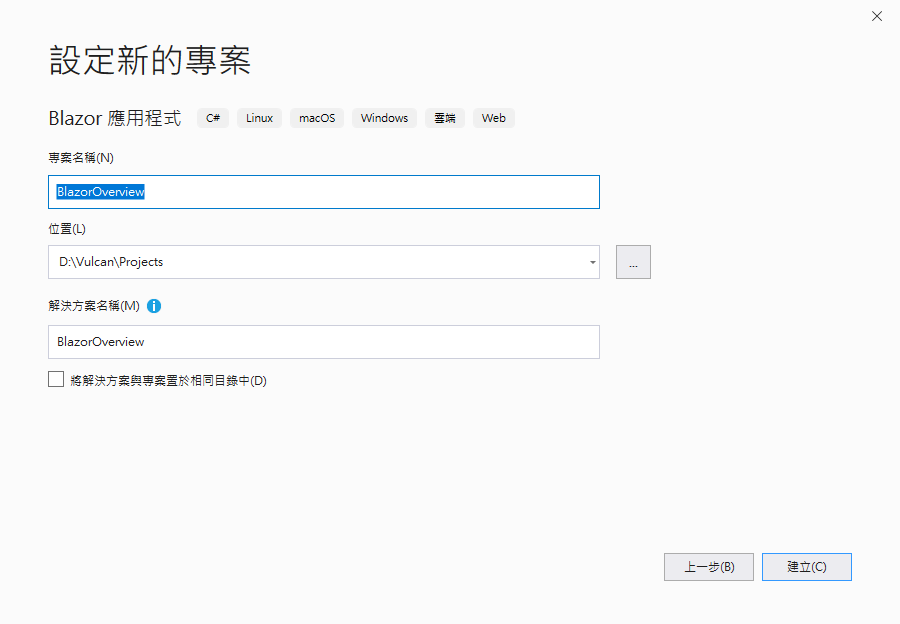 設定新的專案
Blazor 應用程式 C# Linux macOS Windows 雲端 Web
專案名稱(N)
BlazorOverview
位置(L)
D:\Vulcan\Projects
...
解決方案名稱(M)
BlazorOverview
將解決方案與專案置於相同目錄中(D)
上一步(B) 建立(C)